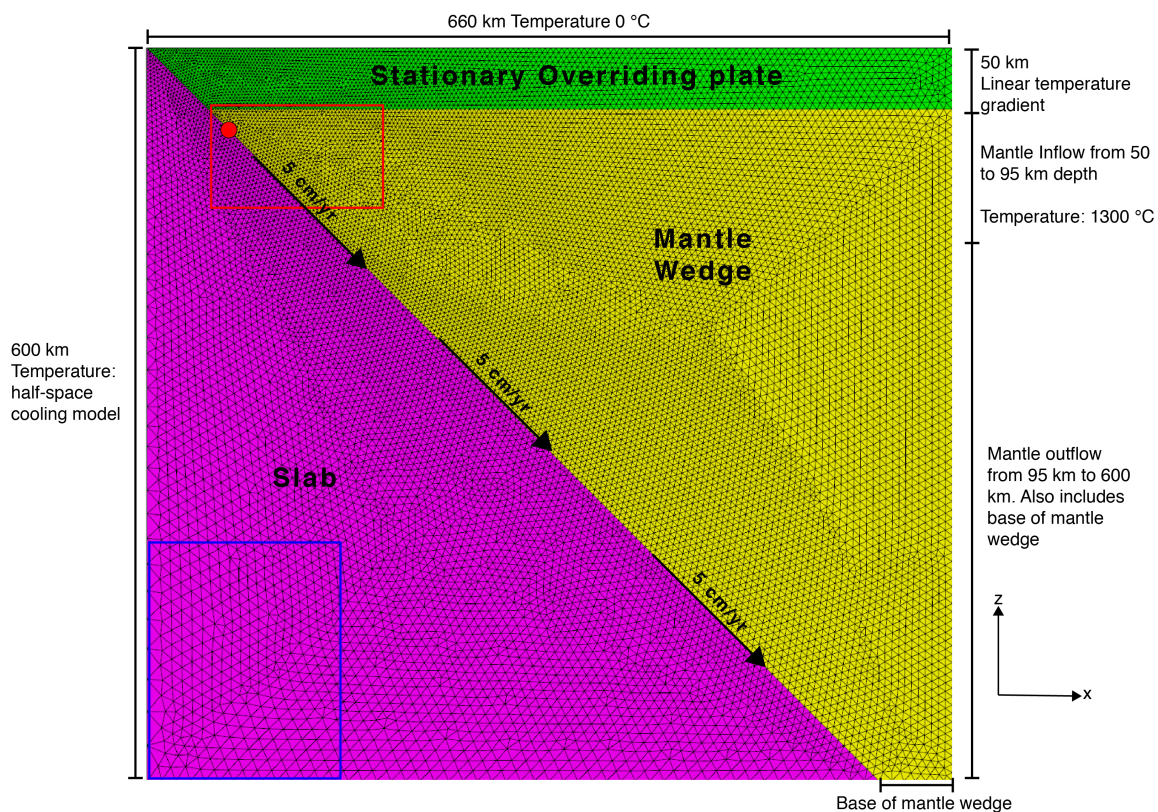 660 km Temperature 0 °C
Stationary Overriding plate
50 km
Linear temperature
gradient
Mantle Inflow from 50
to 95 km depth
Temperature: 1300 °C
5 cm/yr
Mantle
Wedge
600 km
Temperature:
half-space
cooling model
5 cm/yr
Slab
Mantle outflow
from 95 km to 600
km. Also includes
base of mantle
wedge
5 cm/yr
z
x
Base of mantle wedge